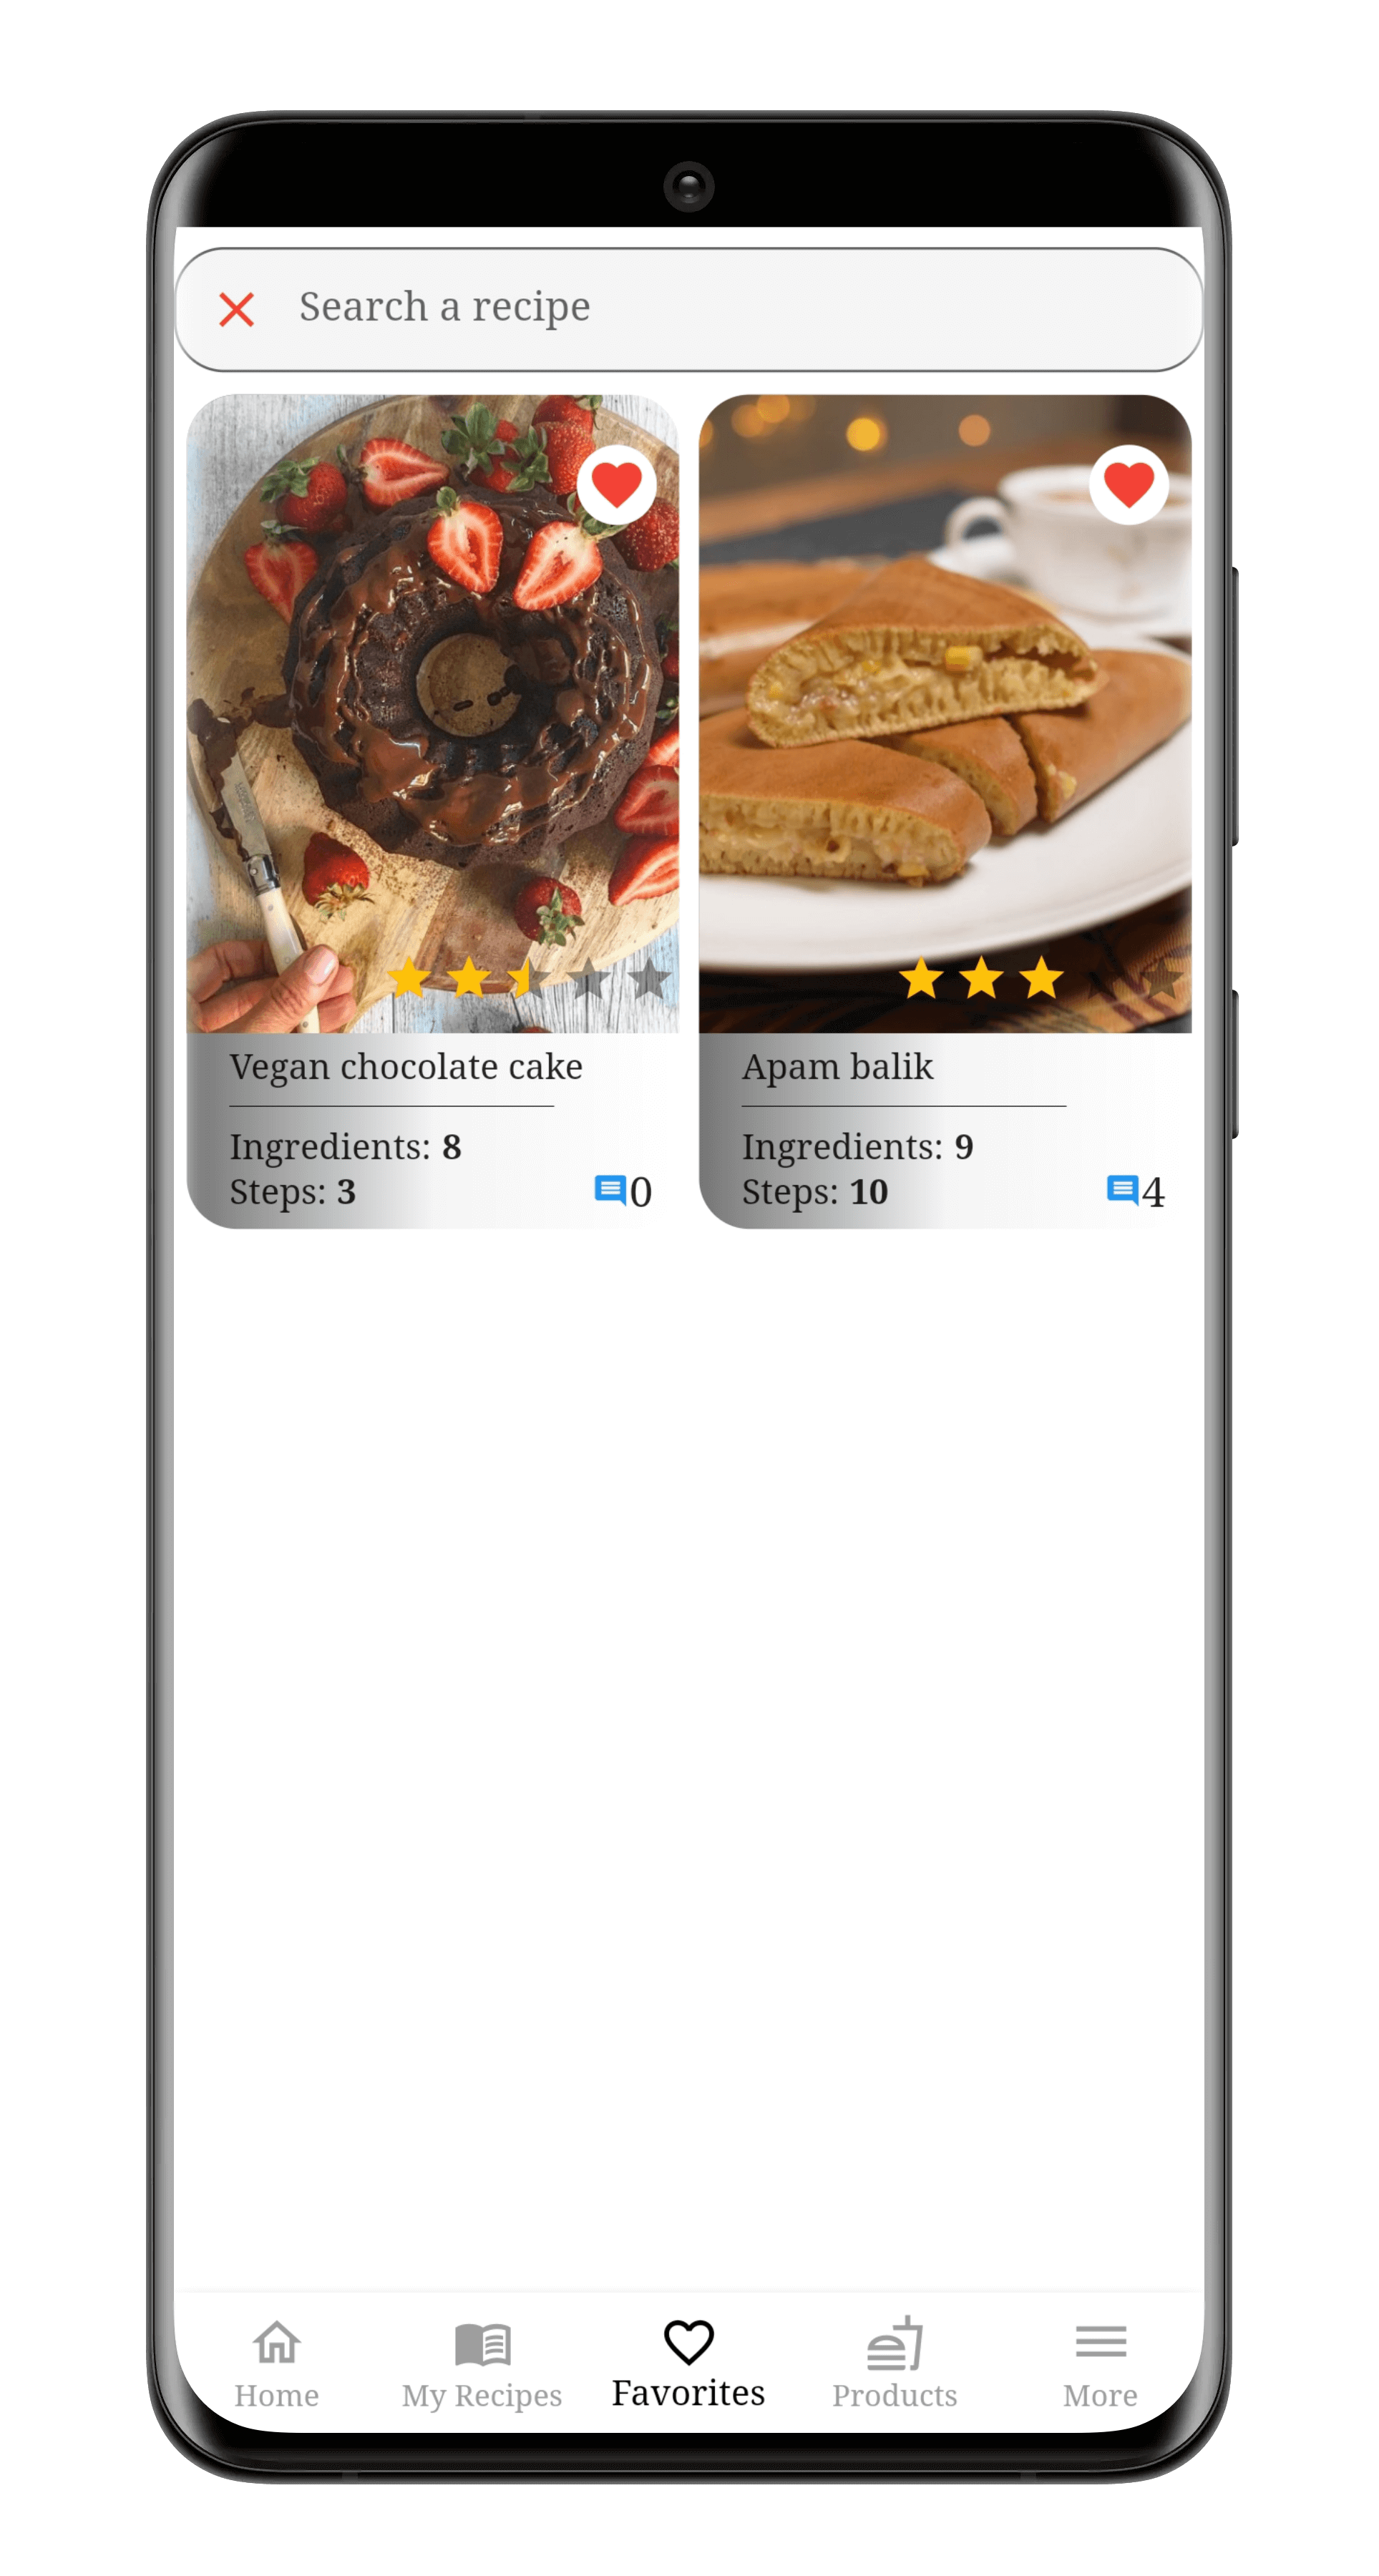 Search a recipe
Vegan chocolate cake
Ingredients: 8
Steps: 3
0
Apam balik
Ingredients: 9
Steps: 10
4
Home
My Recipes
Favorites
Products
More